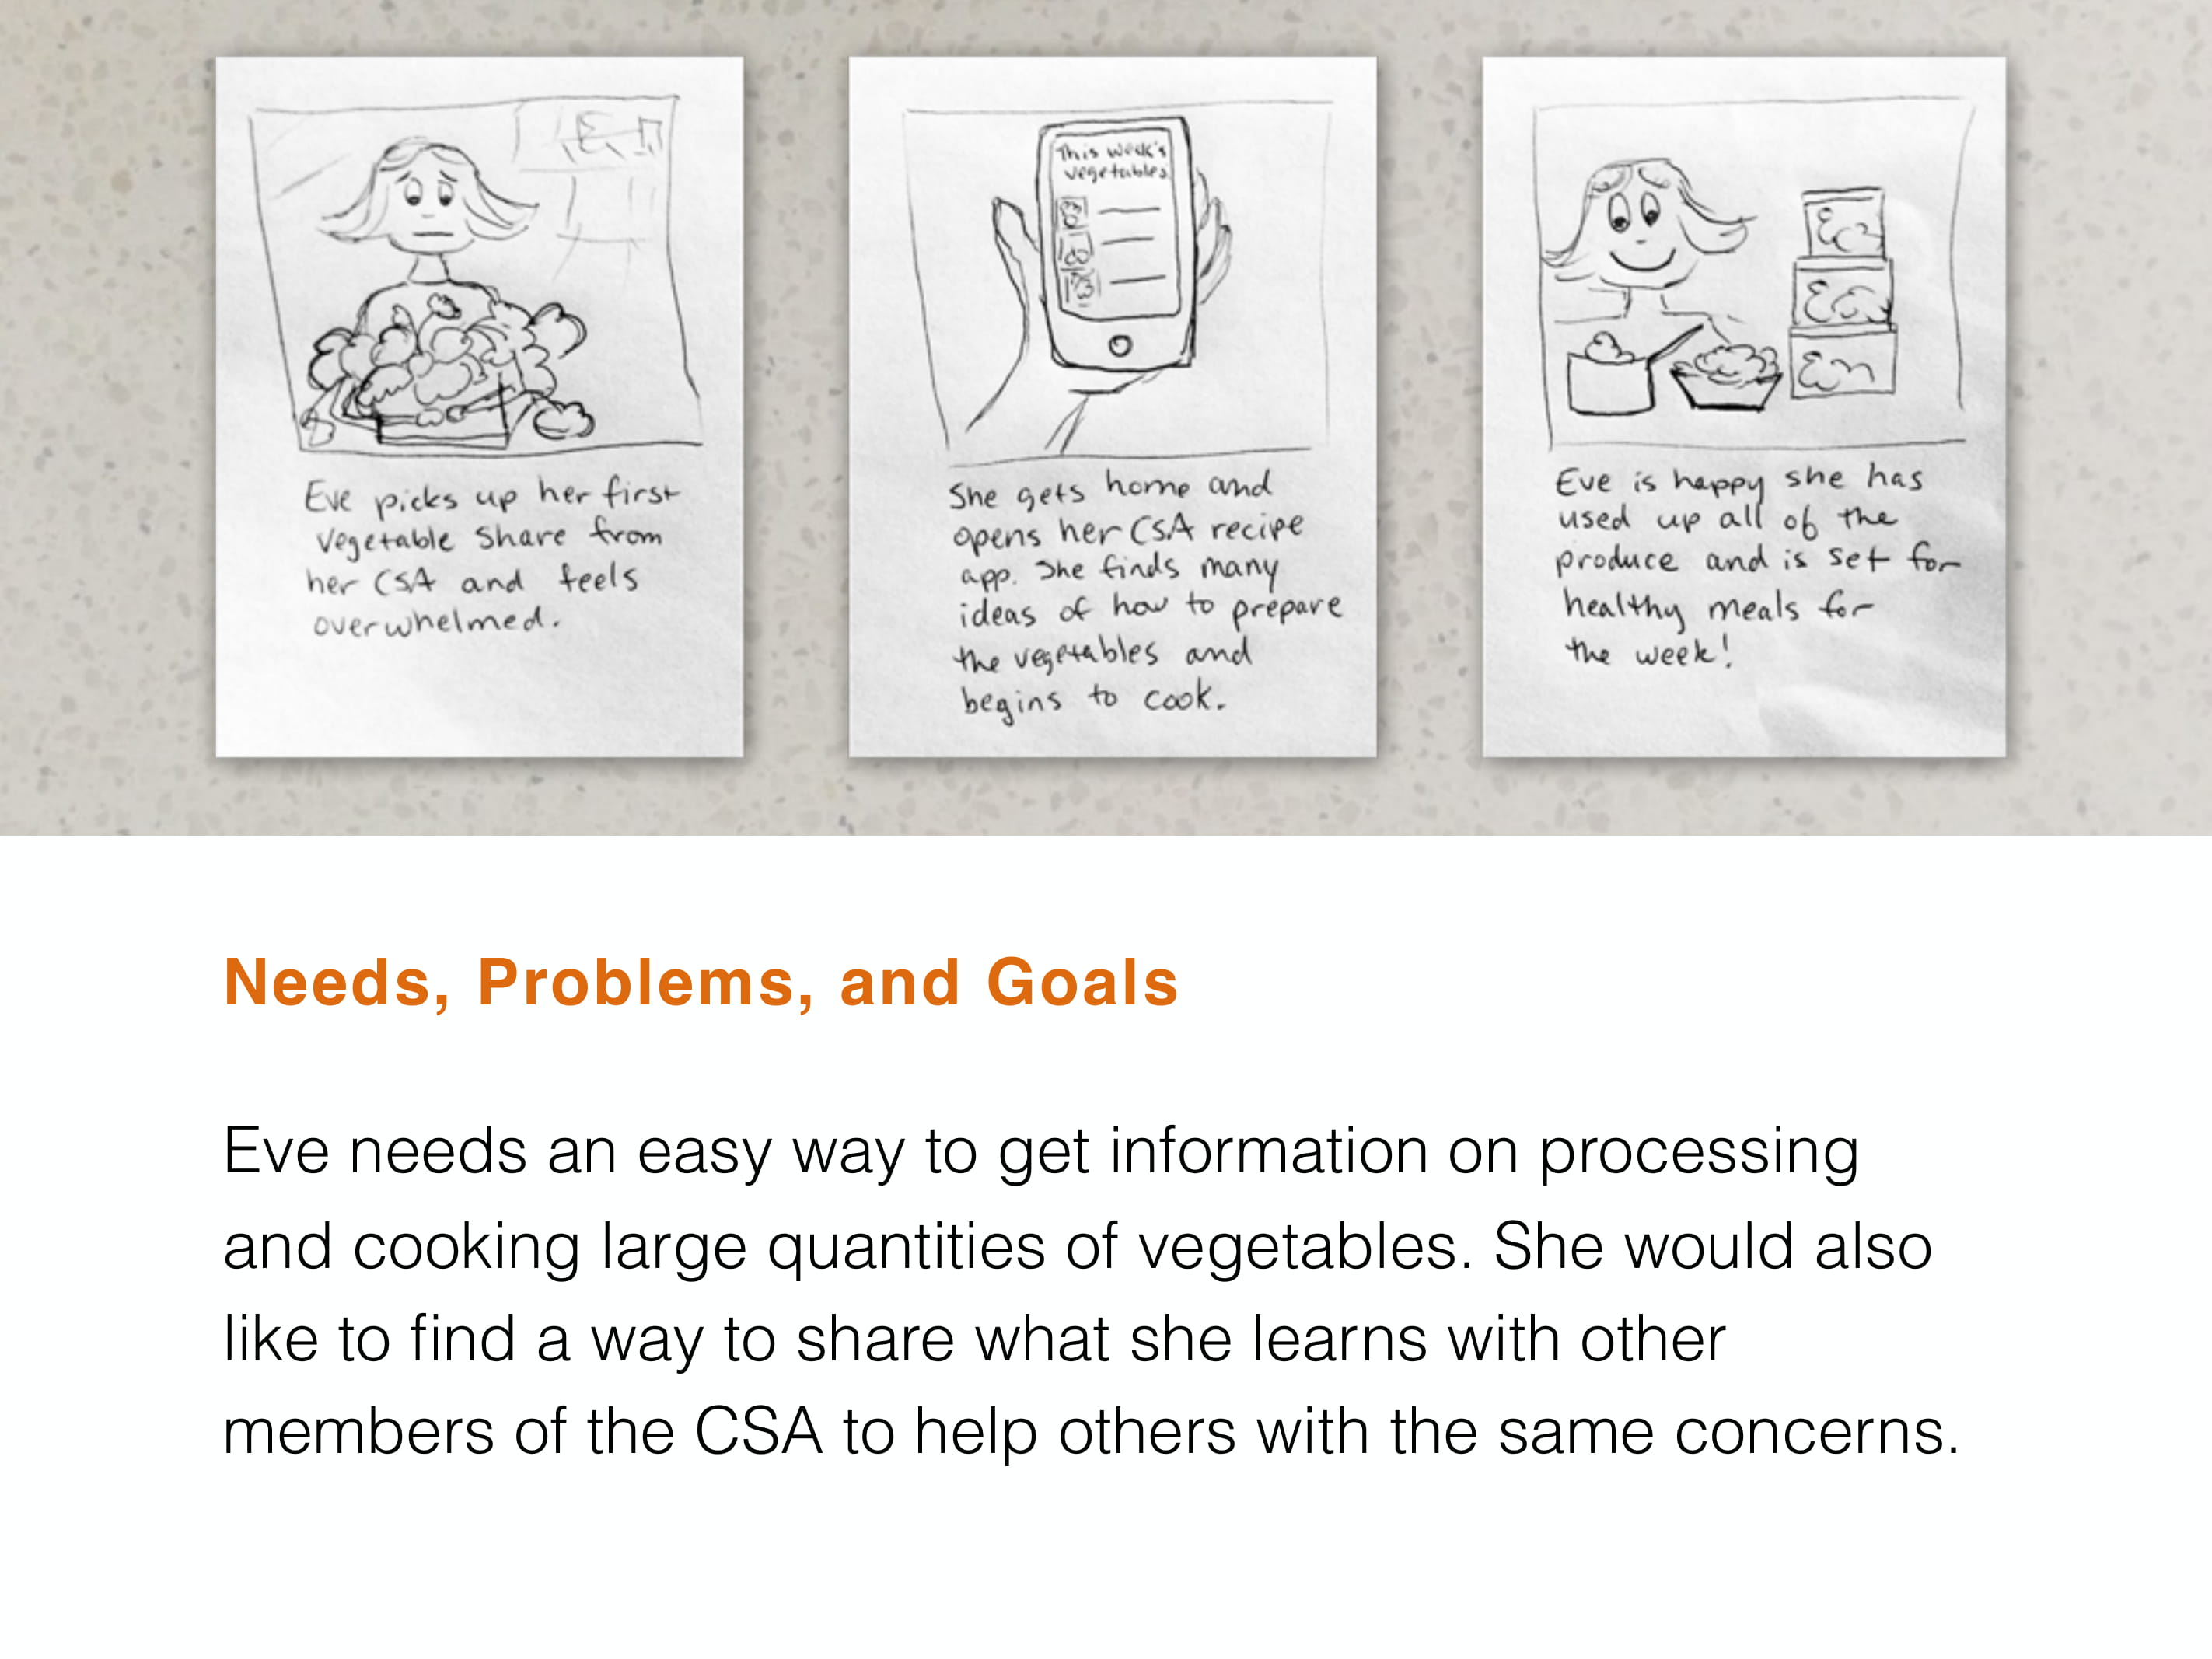 Eve picks up her first
vegetable share from
her CSA and feels
overwhelmed.
This week's
vegetables
She gets home and
opens her CSA recipe
app. She finds many
ideas of how to prepare
the vegetables and
begins to cook.
Eve is happy she has
used up all of the
produce and is set for
healthy meals for
the week!
Needs, Problems, and Goals
Eve needs an easy way to get information on processing
and cooking large quantities of vegetables. She would also
like to find a way to share what she learns with other
members of the CSA to help others with the same concerns.